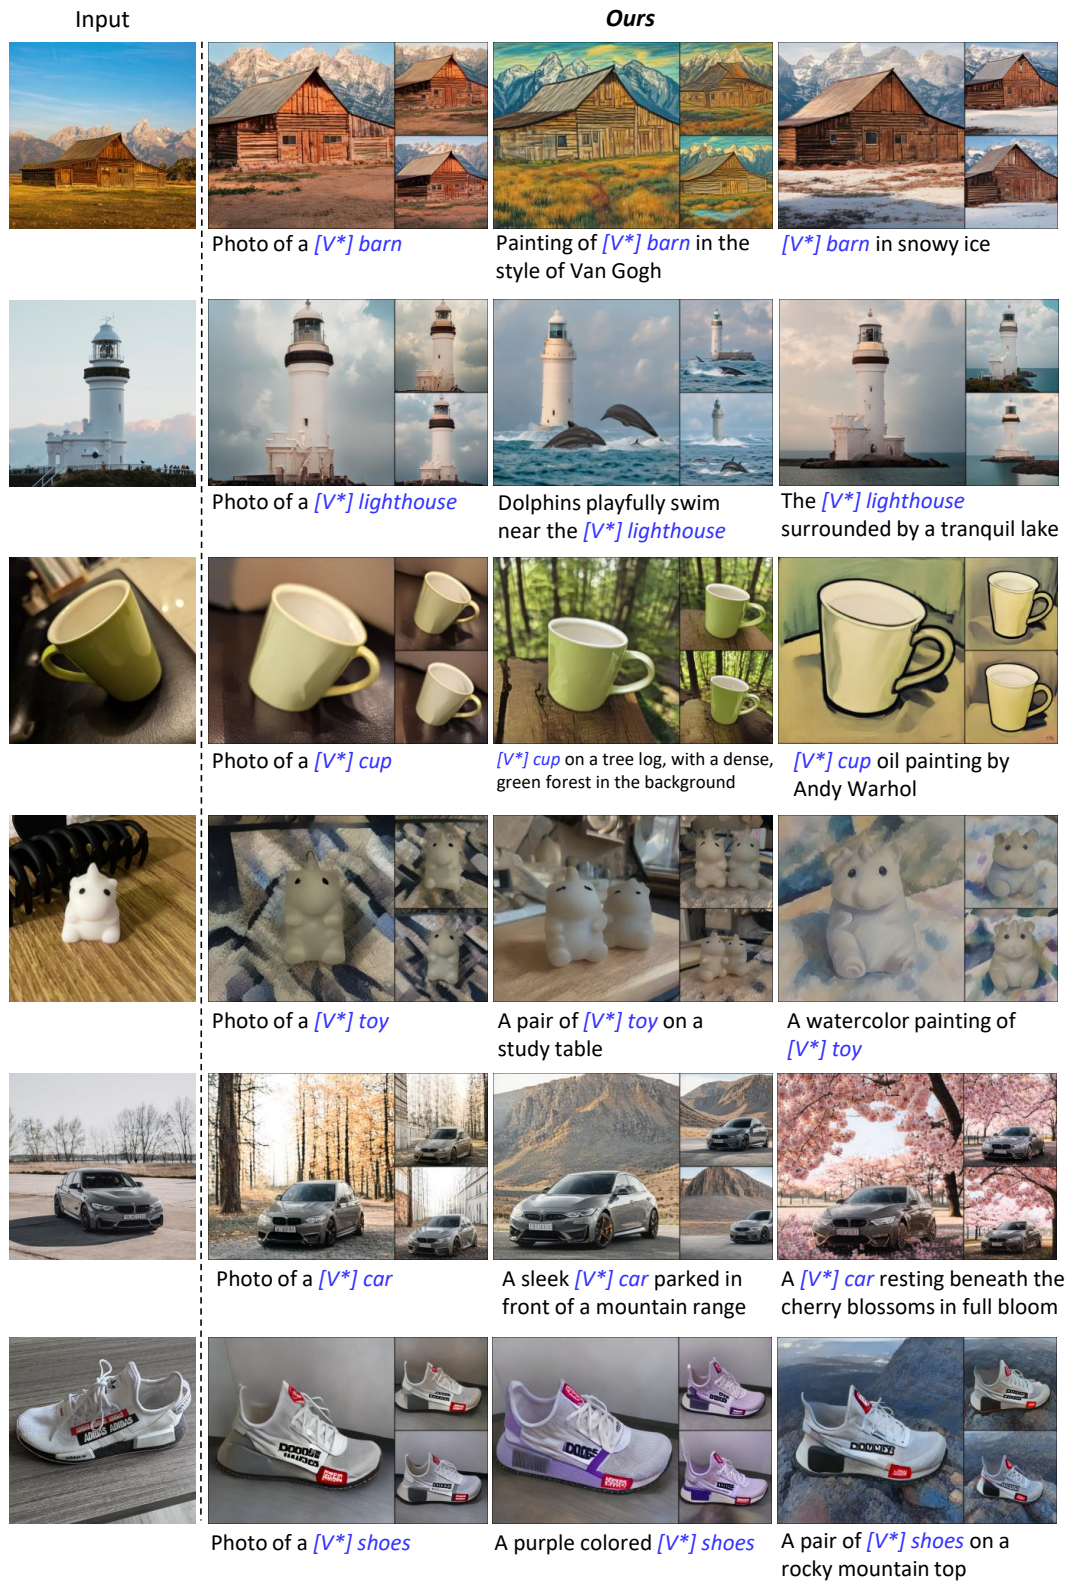 Input
Ours
Photo of a [V*] barn
Painting of [V*] barn in the
style of Van Gogh
[V*] barn in snowy ice
Photo of a [V*] lighthouse
Dolphins playfully swim
near the [V*] lighthouse
The [V*] lighthouse
surrounded by a tranquil lake
Photo of a [V*] cup
[V*] cup on a tree log, with a dense,
green forest in the background
[V*] cup oil painting by
Andy Warhol
Photo of a [V*] toy
A pair of [V*] toy on a
study table
A watercolor painting of
[V*] toy
Photo of a [V*] car
A sleek [V*] car parked in
front of a mountain range
A [V*] car resting beneath the
cherry blossoms in full bloom
ADIDAS ADIDAS
Photo of a [V*] shoes
A purple colored [V*] shoes
A pair of [V*] shoes on a
rocky mountain top